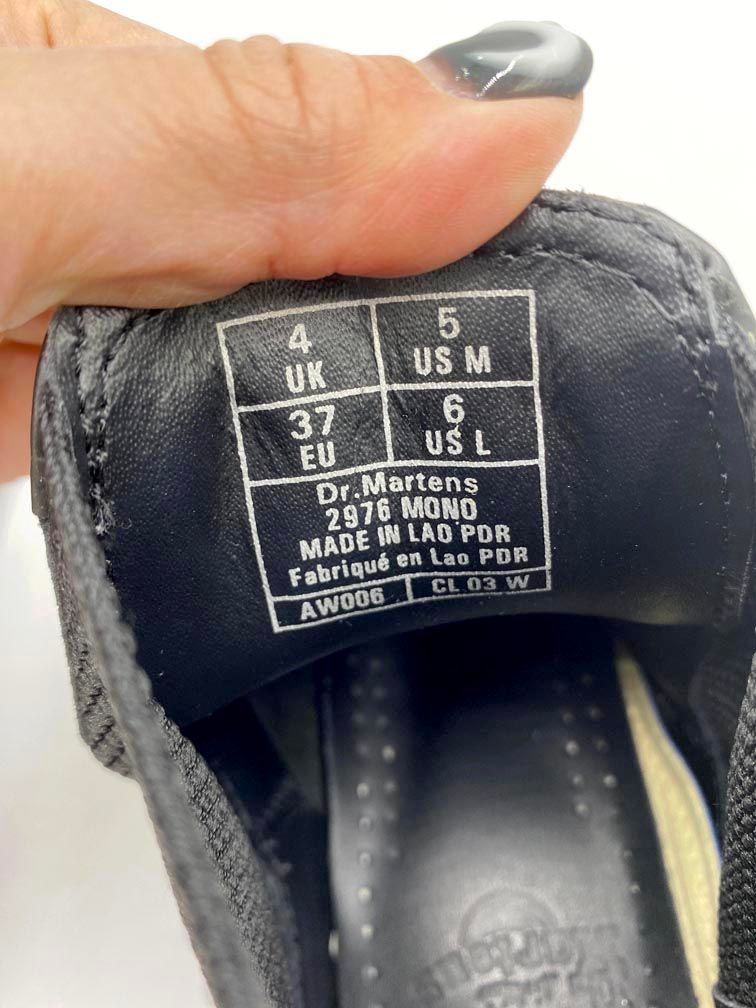 4 5
UK US M
37 6
EU US L
Dr.Martens
2976 MONO
MADE IN LAO PDR
Fabriqué en Lao PDR
AW006 CL 03 W